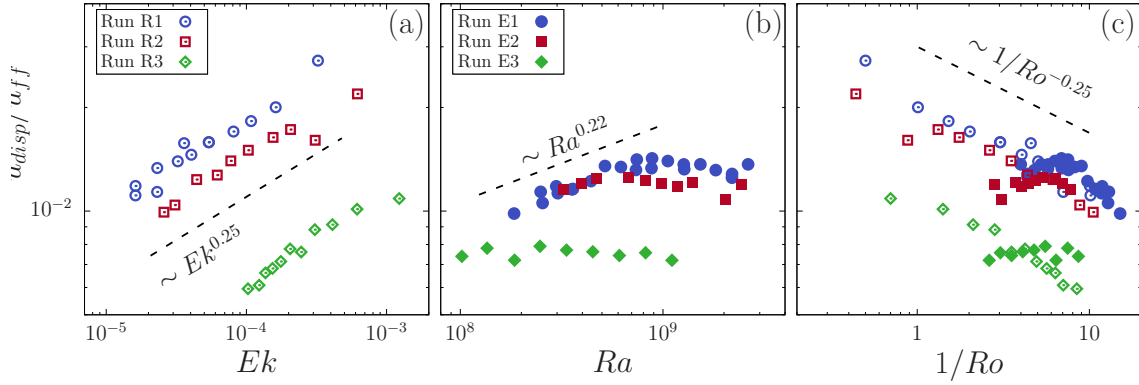 u_{disp}/ u_{ff}
10^{-2}
Run R1
Run R2
Run R3
(a)
~ Ek^{0.25}
10^{-5} 10^{-4} 10^{-3}
Ek
Run E1
Run E2
Run E3
(b)
~ Ra^{0.22}
10^{8} 10^{9}
Ra
(c)
~ 1/Ro^{-0.25}
1 10
1/Ro